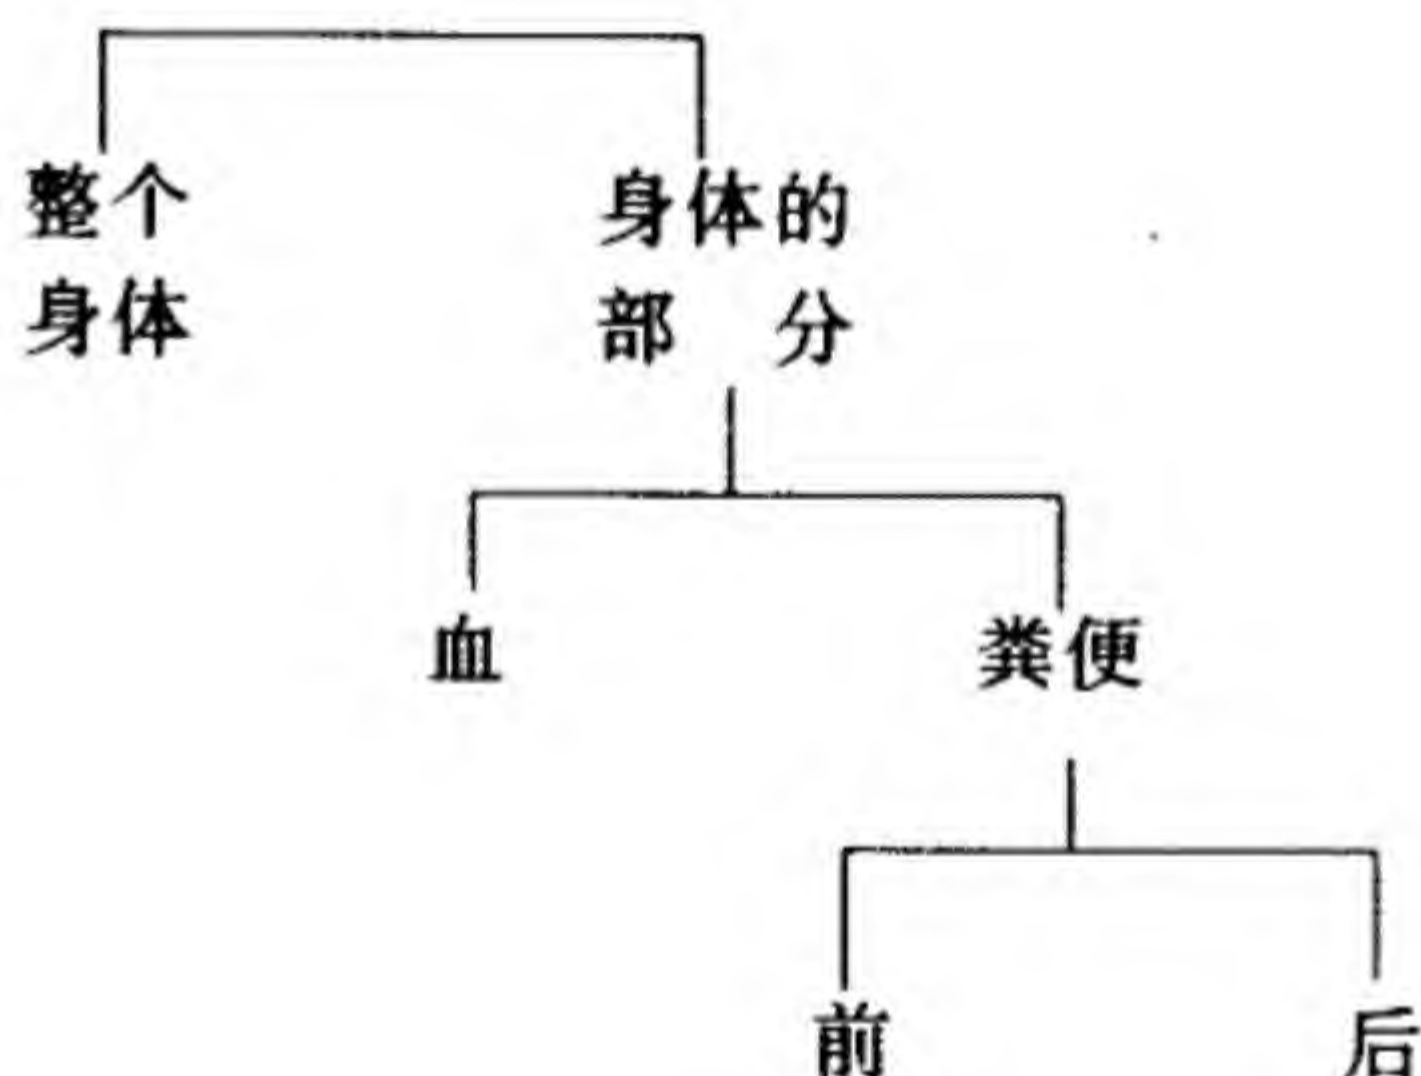 整个
身体
身体的
部 分
血
粪便
前
后